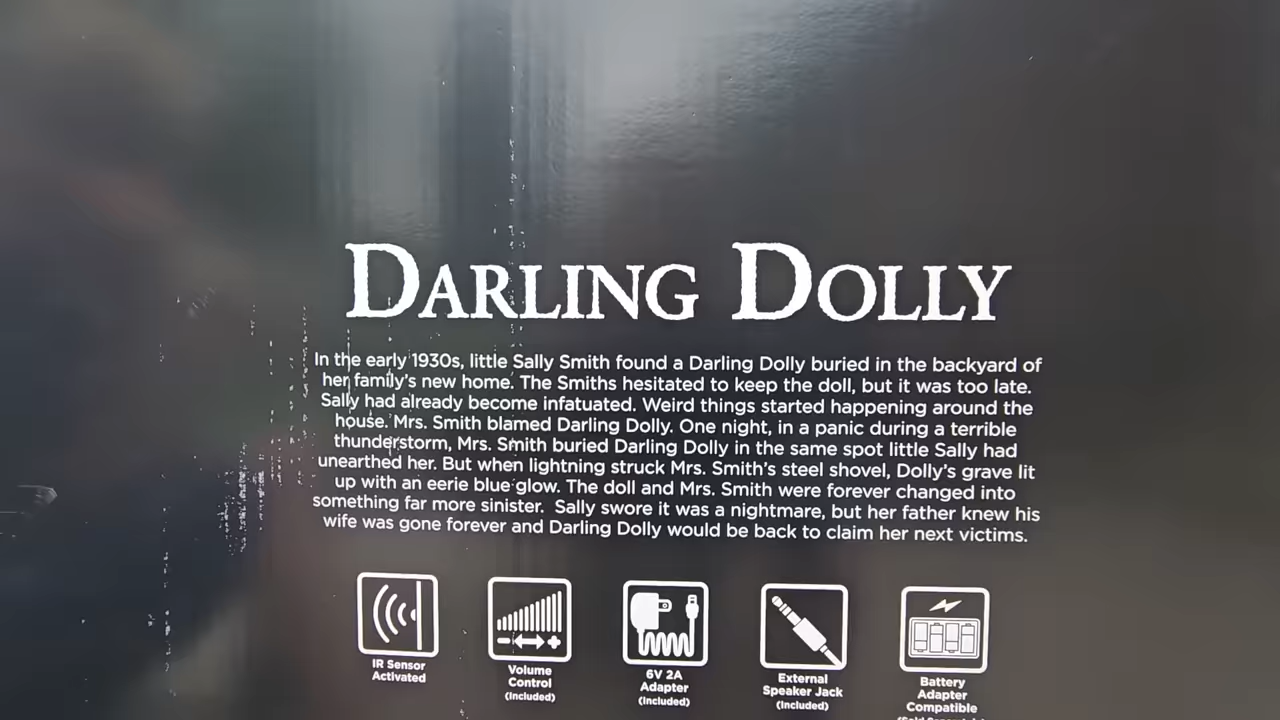 DARLING DOLLY
In the early 1930s, little Sally Smith found a Darling Dolly buried in the backyard of
her family's new home. The Smiths hesitated to keep the doll, but it was too late.
Sally had already become infatuated. Weird things started happening around the
house. Mrs. Smith blamed Darling Dolly. One night, in a panic during a terrible
thunderstorm, Mrs. Smith buried Darling Dolly in the same spot little Sally had
unearthed her. But when lightning struck Mrs. Smith's steel shovel, Dolly's grave lit
up with an eerie blue glow. The doll and Mrs. Smith were forever changed into
something far more sinister. Sally swore it was a nightmare, but her father knew his
wife was gone forever and Darling Dolly would be back to claim her next victims.
IR Sensor
Activated
Volume
Control
(Included)
6V 2A
Adapter
(Included)
External
Speaker Jack
(Included)
Battery
Adapter
Compatible